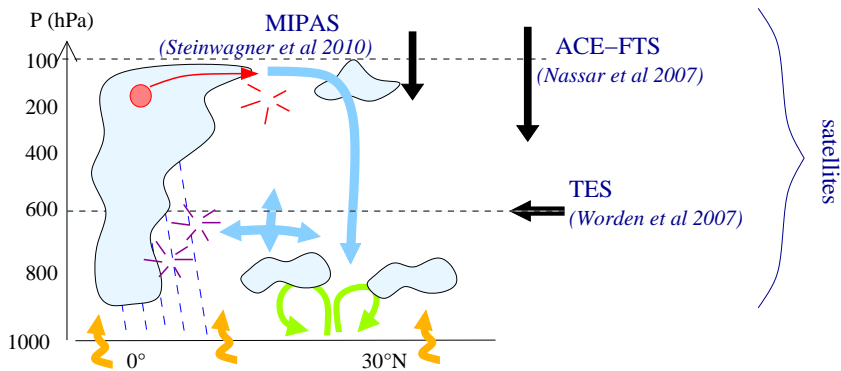 P (hPa)
MIPAS
(Steinwagner et al 2010)
ACE−FTS
(Nassar et al 2007)
100
200
400
TES
600
(Worden et al 2007)
800
1000
0°
30°N
satellites